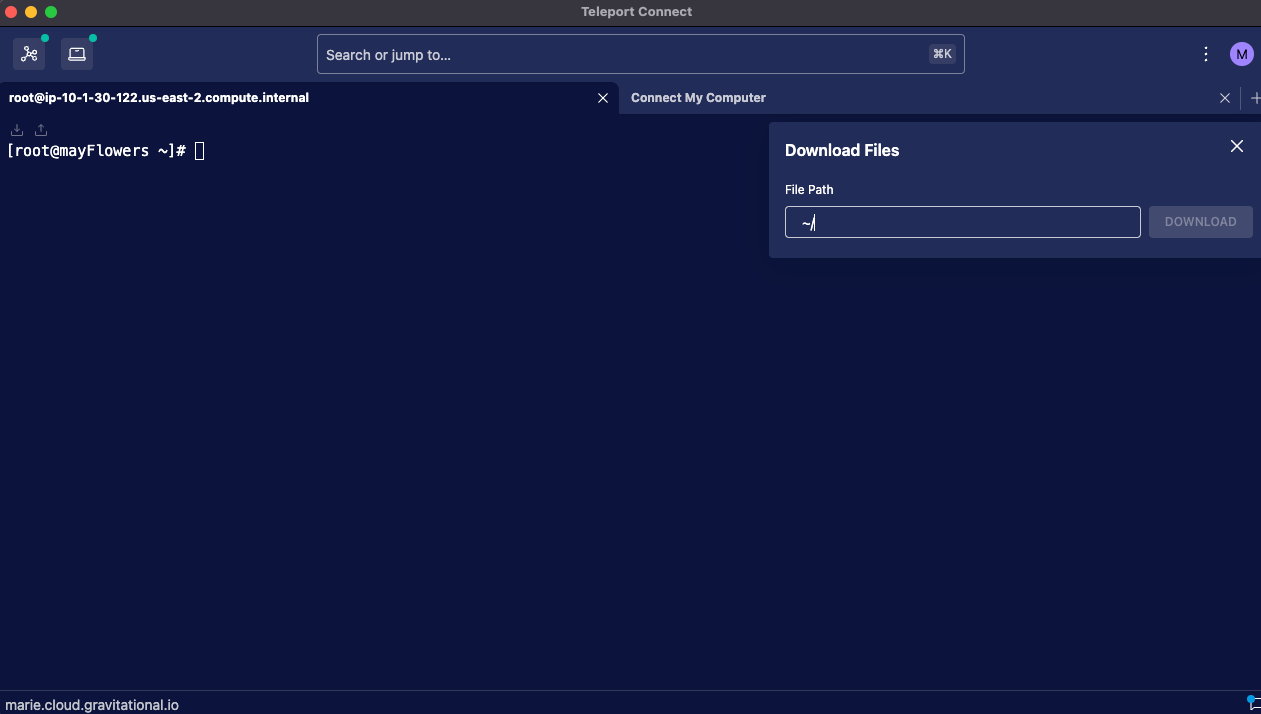 Teleport Connect
Search or jump to...
⌘K
M
root@ip-10-1-30-122.us-east-2.compute.internal
Connect My Computer
[root@mayFlowers ~]#
Download Files
File Path
~/
DOWNLOAD
marie.cloud.gravitational.io